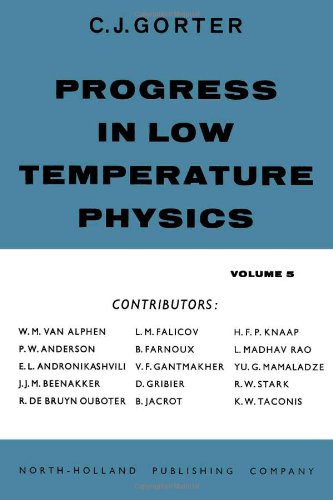 C.J. GORTER
PROGRESS
IN LOW
TEMPERATURE
PHYSICS
VOLUME 5
CONTRIBUTORS:
W. M. VAN ALPHEN
P. W. ANDERSON
E. L. ANDRONIKASHVILI
J. J. M. BEENAKKER
R. DE BRUYN OUBOTER
L. M. FALICOV
B. FARNOUX
V. F. GANTMAKHER
D. GRIBIER
B. JACROT
H. F. P. KNAAP
L. MADHAV RAO
YU. G. MAMALADZE
R. W. STARK
K. W. TACONIS
NORTH-HOLLAND PUBLISHING COMPANY